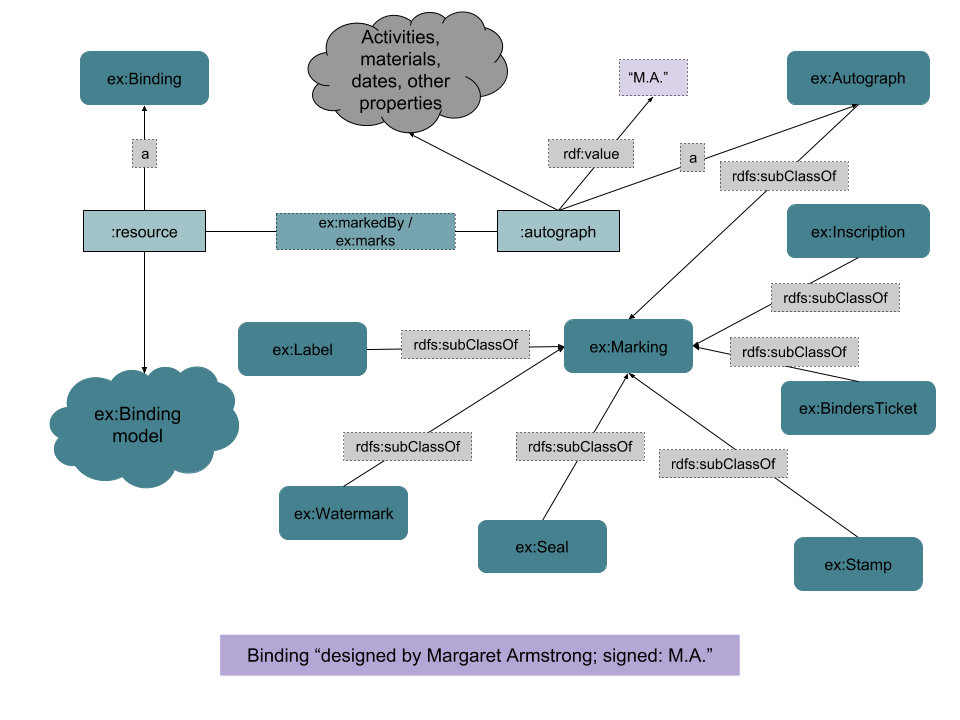 Activities,
materials,
dates, other
properties
ex:Binding
"M.A."
ex:Autograph
a
rdf:value
a
rdfs:subClassOf
:resource
ex:markedBy /
ex:marks
:autograph
ex:Inscription
rdfs:subClassOf
ex:Label
rdfs:subClassOf
ex:Marking
rdfs:subClassOf
ex:BindersTicket
ex:Binding
model
rdfs:subClassOf
rdfs:subClassOf
rdfs:subClassOf
ex:Watermark
ex:Seal
ex:Stamp
Binding “designed by Margaret Armstrong; signed: M.A.”